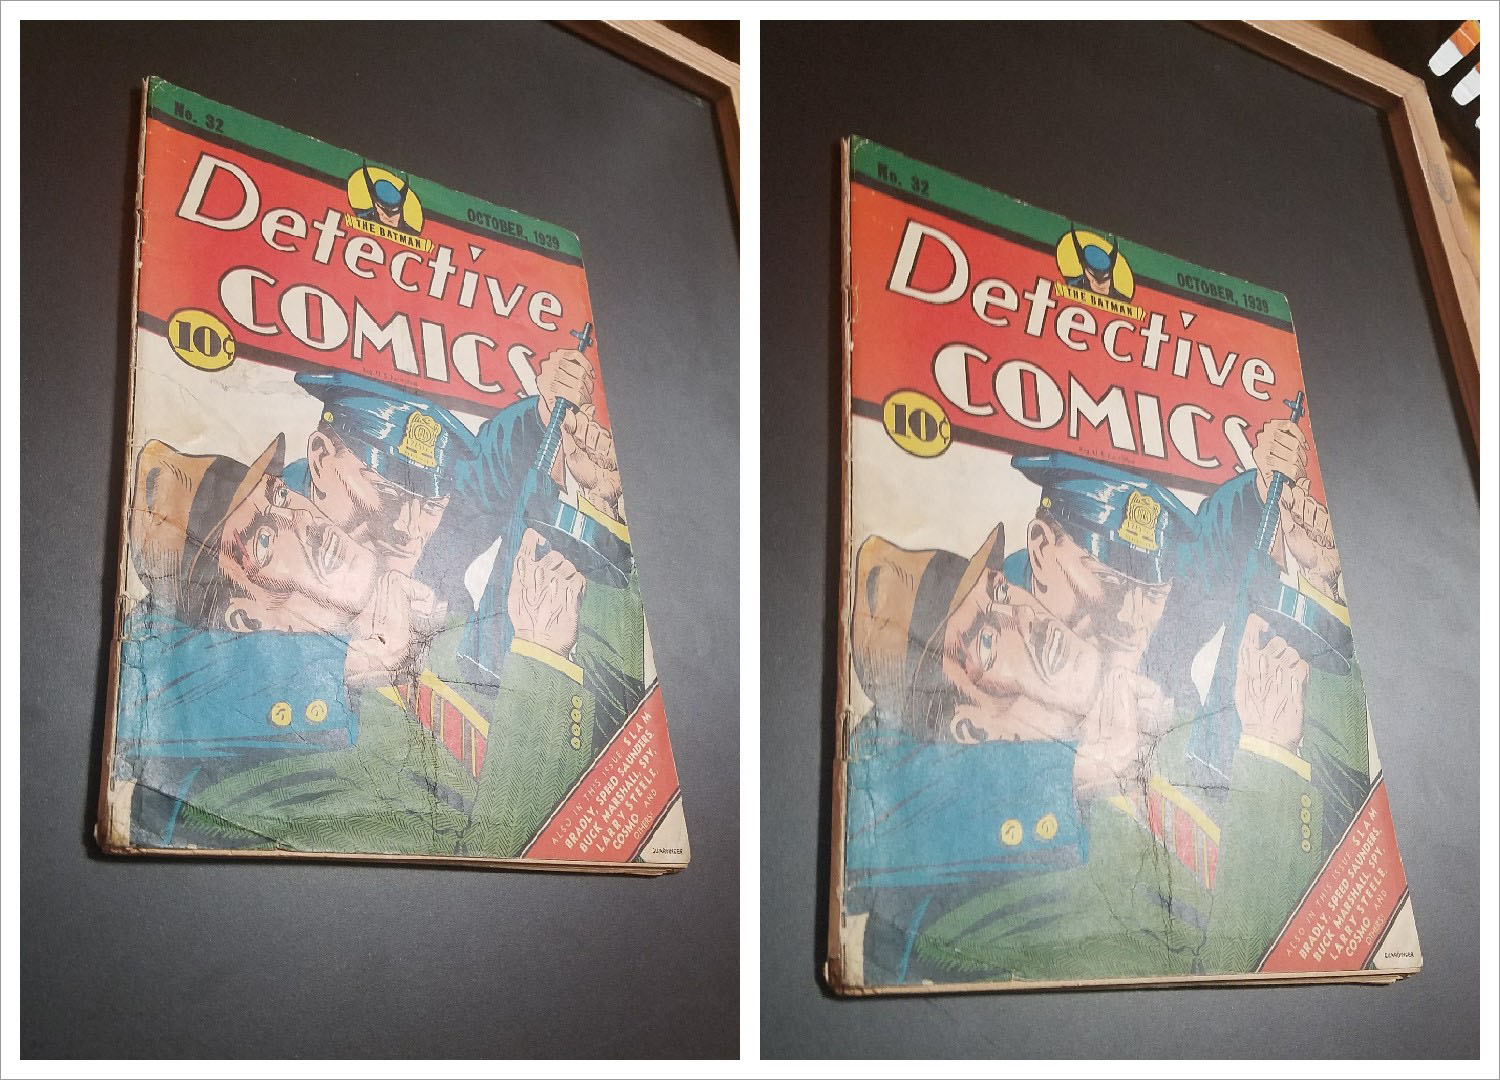 No. 32
THE BATMAN
OCTOBER, 1939
Detective
COMICS
10¢
ALSO IN THIS ISSUE: SLAM
BRADLY, SPEED SAUNDERS
BUCK MARSHALL, SPY,
LARRY STEELE,
COSMO AND
OTHERS!
No. 32
THE BATMAN
OCTOBER, 1939
Detective
COMICS
10¢
ALSO IN THIS ISSUE: SLAM
BRADLY, SPEED SAUNDERS,
BUCK MARSHALL, SPY,
LARRY STEELE,
COSMO AND
OTHERS!